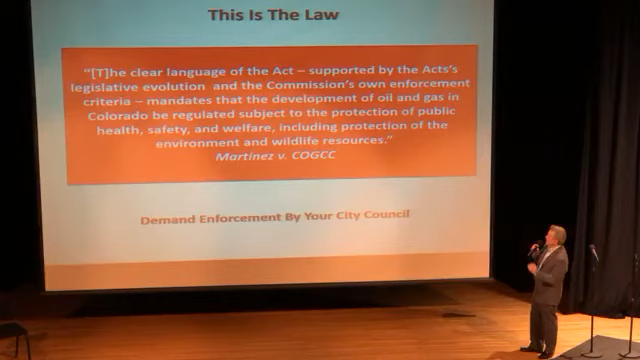 This Is The Law
“[T]he clear language of the Act – supported by the Acts’s
legislative evolution and the Commission’s own enforcement
criteria – mandates that the development of oil and gas in
Colorado be regulated subject to the protection of public
health, safety, and welfare, including protection of the
environment and wildlife resources.”
Martinez v. COGCC
Demand Enforcement By Your City Council